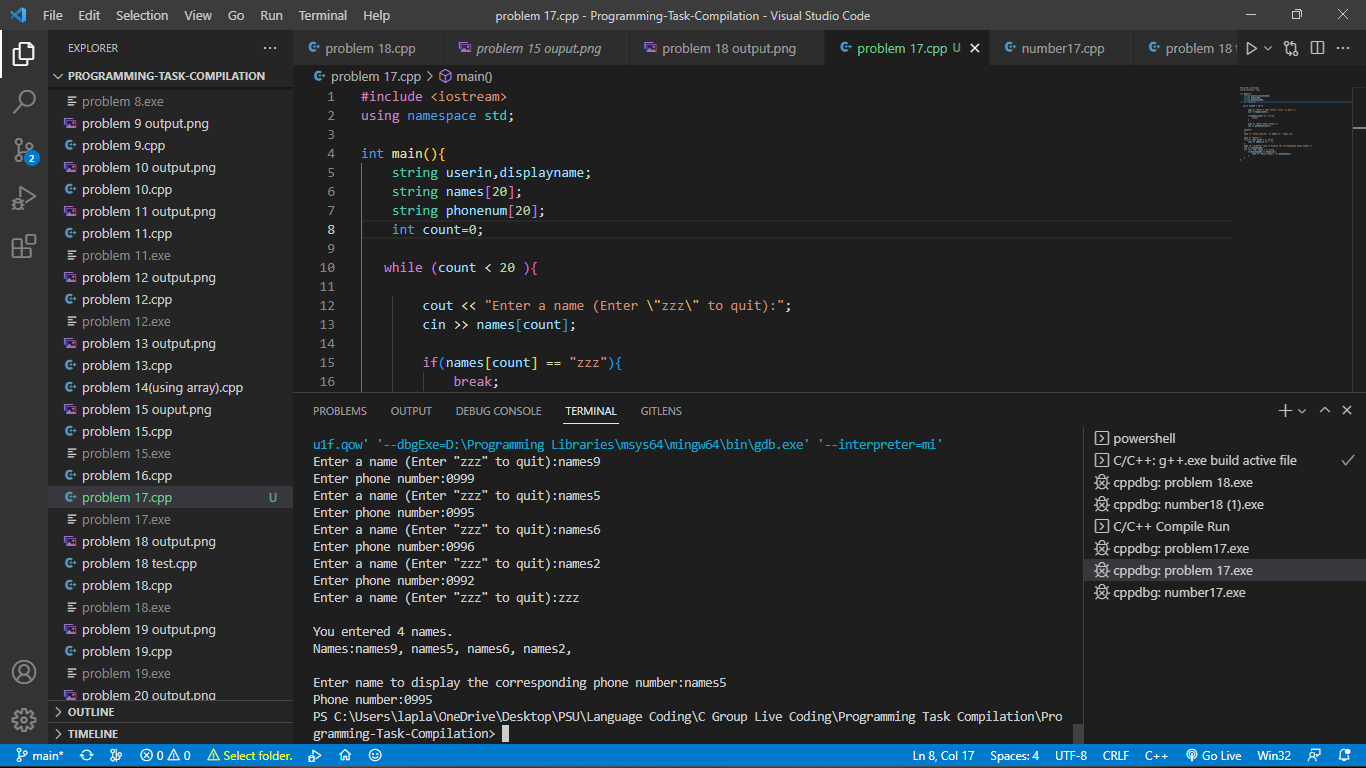 File Edit Selection View Go Run Terminal Help problem 17.cpp - Programming-Task-Compilation - Visual Studio Code
EXPLORER
PROGRAMMING-TASK-COMPILATION
problem 8.exe
problem 9 output.png
problem 9.cpp
problem 10 output.png
problem 10.cpp
problem 11 output.png
problem 11.cpp
problem 11.exe
problem 12 output.png
problem 12.cpp
problem 12.exe
problem 13 output.png
problem 13.cpp
problem 14(using array).cpp
problem 15 ouput.png
problem 15.cpp
problem 15.exe
problem 16.cpp
problem 17.cpp U
problem 17.exe
problem 18 output.png
problem 18 test.cpp
problem 18.cpp
problem 18.exe
problem 19 output.png
problem 19.cpp
problem 19.exe
problem 20 output.png
OUTLINE
TIMELINE
2
problem 18.cpp problem 15 ouput.png problem 18 output.png problem 17.cpp U number17.cpp problem 18
problem 17.cpp > main()
1 #include <iostream>
2 using namespace std;
3
4 int main(){
5 string userin,displayname;
6 string names[20];
7 string phonenum[20];
8 int count=0;
9
10 while (count < 20 ){
11
12 cout << "Enter a name (Enter \"zzz\" to quit):";
13 cin >> names[count];
14
15 if(names[count] == "zzz"){
16 break;
PROBLEMS OUTPUT DEBUG CONSOLE TERMINAL GITLENS
u1f.qow' '--dbgExe=D:\Programming Libraries\msys64\mingw64\bin\gdb.exe' '--interpreter=mi'
Enter a name (Enter "zzz" to quit):names9
Enter phone number:0999
Enter a name (Enter "zzz" to quit):names5
Enter phone number:0995
Enter a name (Enter "zzz" to quit):names6
Enter phone number:0996
Enter a name (Enter "zzz" to quit):names2
Enter phone number:0992
Enter a name (Enter "zzz" to quit):zzz
You entered 4 names.
Names:names9, names5, names6, names2,
Enter name to display the corresponding phone number:names5
Phone number:0995
PS C:\Users\lapla\OneDrive\Desktop\PSU\Language Coding\C Group Live Coding\Programming Task Compilation\Pro
gramming-Task-Compilation>
powershell
C/C++: g++.exe build active file
cppdbg: problem 18.exe
cppdbg: number18 (1).exe
C/C++ Compile Run
cppdbg: problem17.exe
cppdbg: problem 17.exe
cppdbg: number17.exe
main* 0 0 Select folder. Ln 8, Col 17 Spaces: 4 UTF-8 CRLF C++ Go Live Win32